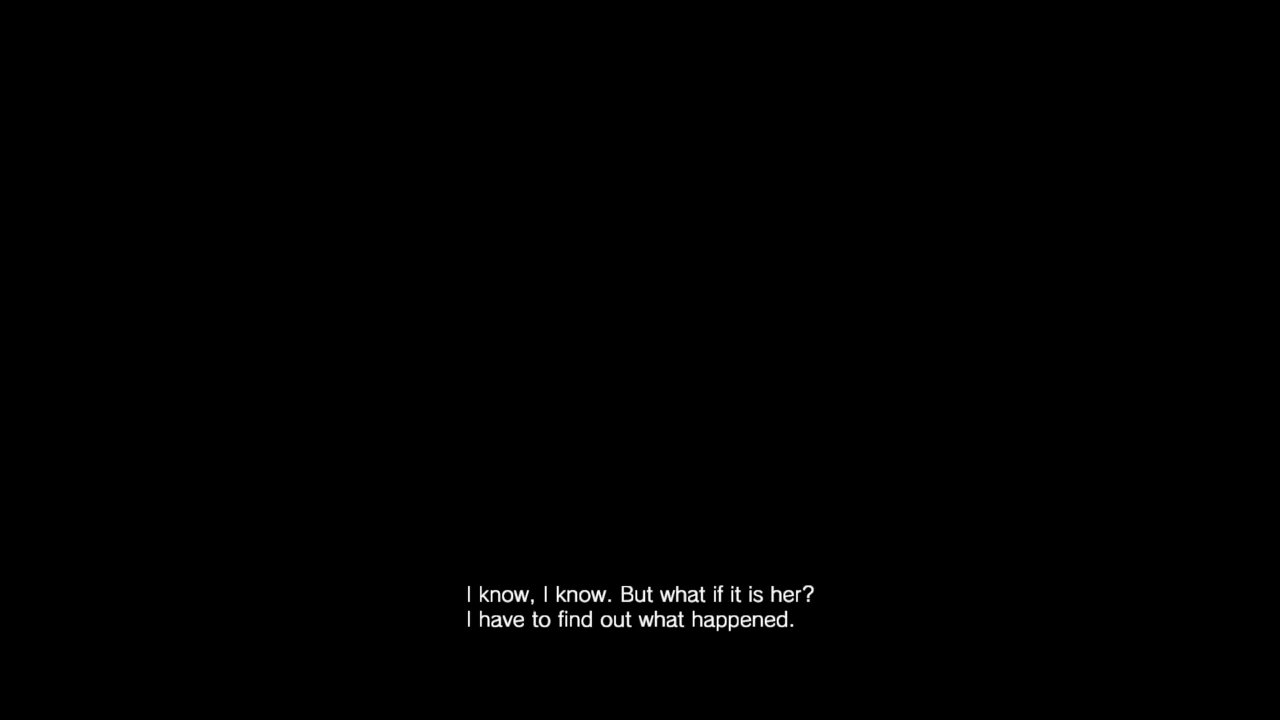 I know, I know. But what if it is her?
I have to find out what happened.